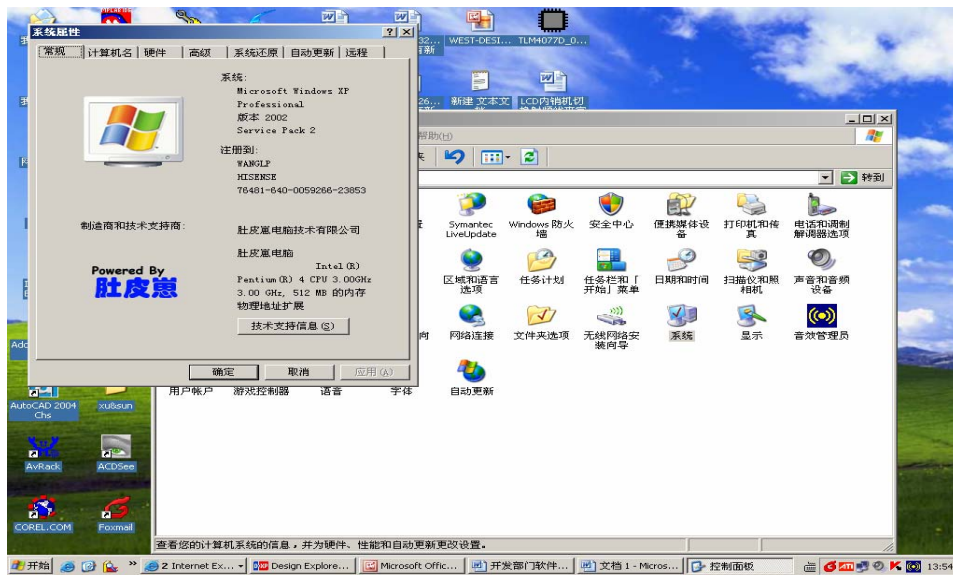 系统属性
常规
计算机名
硬件
高级
系统还原
自动更新
远程
系统:
Microsoft Windows XP
Professional
版本 2002
Service Pack 2
注册到:
WANGLP
HISENSE
76481-640-0059266-23853
制造商和技术支持商:
肚皮崽电脑技术有限公司
肚皮崽电脑
Intel(R)
Pentium(R) 4 CPU 3.00GHz
3.00 GHz, 512 MB 的内存
物理地址扩展
Powered By
肚皮崽
技术支持信息(S)
确定
取消
应用(A)
WEST-DESI...
TLM4077D_0...
新建 文本文
LCD内销机切
帮助(H)
转到
Symantec LiveUpdate
Windows 防火墙
安全中心
便携媒体设备
打印机和传真
电话和调制解调器选项
区域和语言选项
任务计划
任务栏和「开始」菜单
日期和时间
扫描仪和照相机
声音和音频设备
网络连接
文件夹选项
无线网络安装向导
系统
显示
音效管理员
用户帐户
游戏控制器
语音
字体
自动更新
AutoCAD 2004 Chs
xu8sun
AvRack
ACDSee
COREL.COM
Foxmail
查看您的计算机系统的信息，并为硬件、性能和自动更新更改设置。
开始
2 Internet Ex...
Design Explore...
Microsoft Offic...
开发部门软件...
文档 1 - Micros...
控制面板
13:54